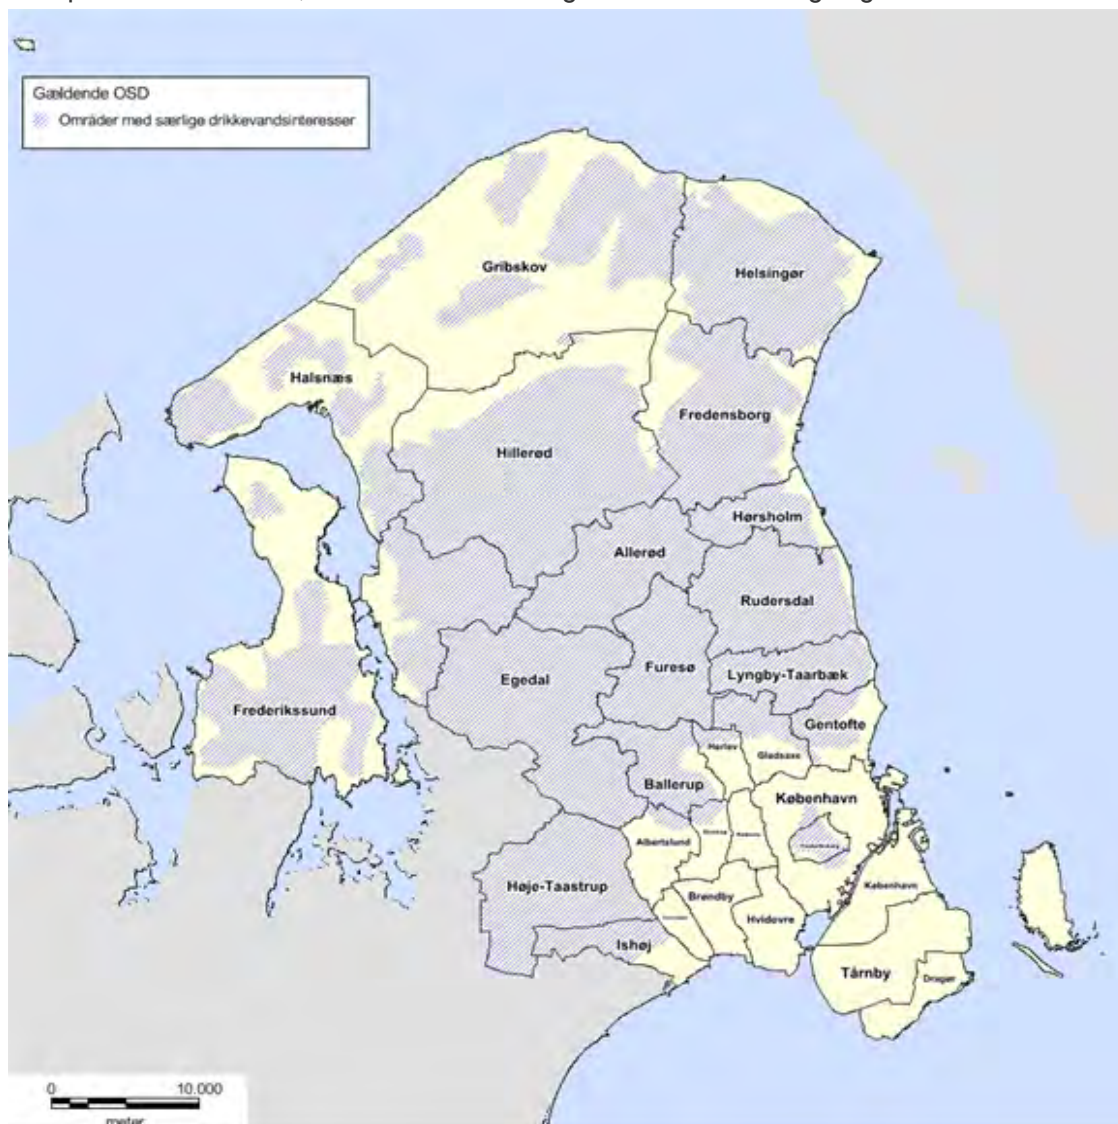 Gældende OSD
Områder med særlige drikkevandsinteresser
Gribskov
Helsingør
Halsnæs
Fredensborg
Hillerød
Hørsholm
Allerød
Rudersdal
Egedal
Furesø
Lyngby-Taarbæk
Frederikssund
Gentofte
Herlev
Gladsaxe
Ballerup
København
Albertslund
Høje-Taastrup
København
Brøndby
Hvidovre
Ishøj
Tårnby
Dragør
0 10.000
meter